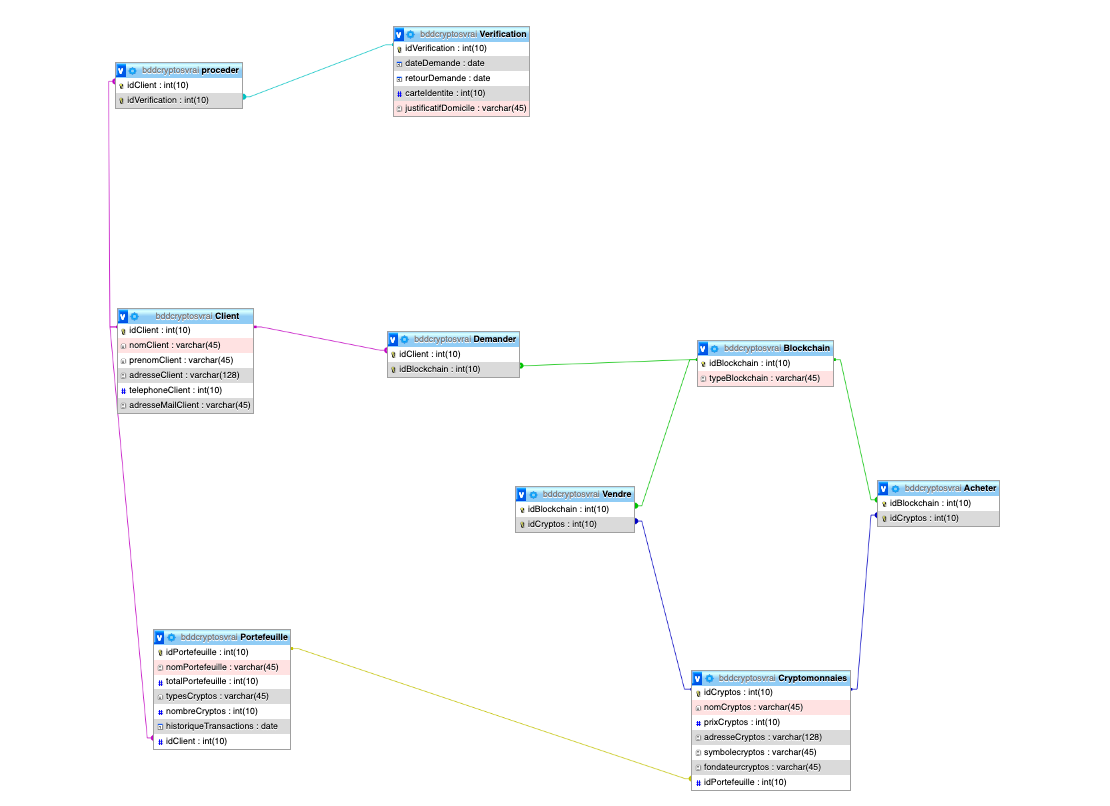 bddcryptosvrai Verification
idVerification : int(10)
dateDemande : date
retourDemande : date
carteIdentite : int(10)
justificatifDomicile : varchar(45)
bddcryptosvrai proceder
idClient : int(10)
idVerification : int(10)
bddcryptosvrai Client
idClient : int(10)
nomClient : varchar(45)
prenomClient : varchar(45)
adresseClient : varchar(128)
telephoneClient : int(10)
adresseMailClient : varchar(45)
bddcryptosvrai Demander
idClient : int(10)
idBlockchain : int(10)
bddcryptosvrai Blockchain
idBlockchain : int(10)
typeBlockchain : varchar(45)
bddcryptosvrai Vendre
idBlockchain : int(10)
idCryptos : int(10)
bddcryptosvrai Acheter
idBlockchain : int(10)
idCryptos : int(10)
bddcryptosvrai Portefeuille
idPortefeuille : int(10)
nomPortefeuille : varchar(45)
totalPortefeuille : int(10)
typesCryptos : varchar(45)
nombreCryptos : int(10)
historiqueTransactions : date
idClient : int(10)
bddcryptosvrai Cryptomonnaies
idCryptos : int(10)
nomCryptos : varchar(45)
prixCryptos : int(10)
adresseCryptos : varchar(128)
symbolecryptos : varchar(45)
fondateurcryptos : varchar(45)
idPortefeuille : int(10)